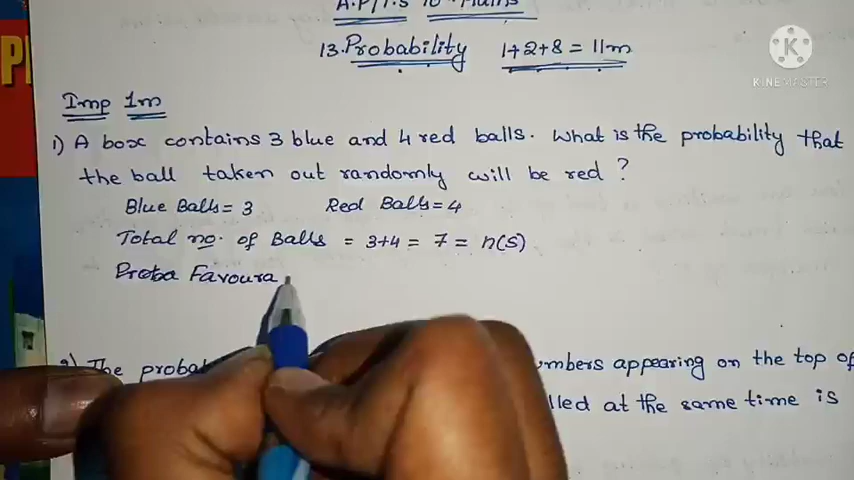 13. Probability 1+2+8 = 11m
KINEMASTER
Imp 1m
1) A box contains 3 blue and 4 red balls. What is the probability that
the ball taken out randomly will be red ?
Blue Balls = 3 Red Balls = 4
Total no. of Balls = 3+4 = 7 = n(s)
Proba Favoura
The umbers appearing on the top of
lled at the same time is